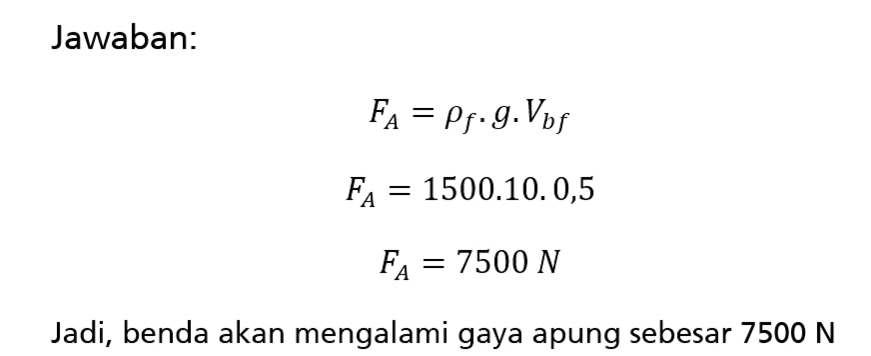 Jawaban:
F_A = ρ_f . g . V_bf
F_A = 1500.10. 0,5
F_A = 7500 N
Jadi, benda akan mengalami gaya apung sebesar 7500 N